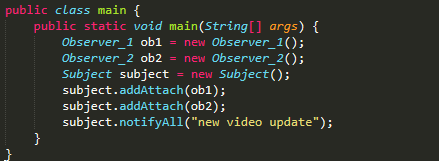 public class main {
public static void main(String[] args) {
Observer_1 ob1 = new Observer_1();
Observer_2 ob2 = new Observer_2();
Subject subject = new Subject();
subject.addAttach(ob1);
subject.addAttach(ob2);
subject.notifyAll("new video update");
}
}